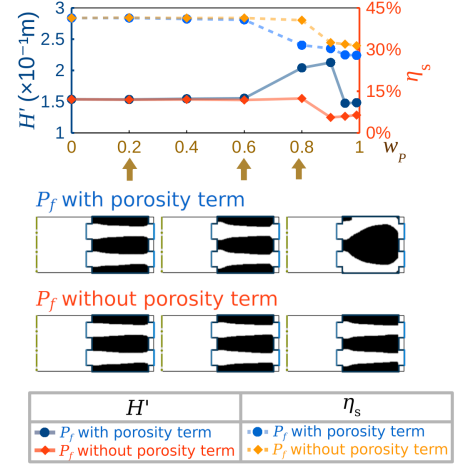 3 45%
2.5 30%
2 15%
1.5 0%
1
H' (×10⁻¹m)
η_s
0 0.2 0.4 0.6 0.8 1 w_P
P_f with porosity term
P_f without porosity term
H' η_s
P_f with porosity term P_f with porosity term
P_f without porosity term P_f without porosity term